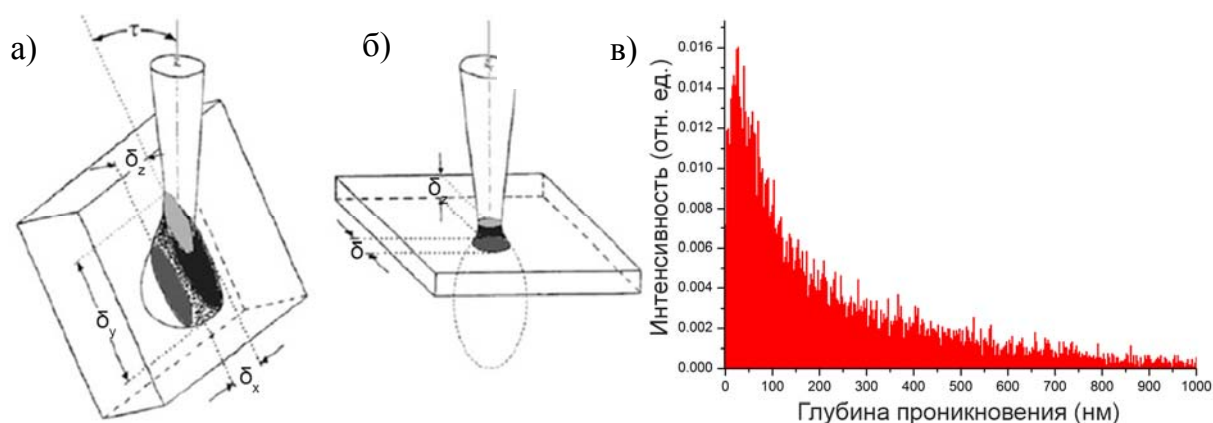 а)
τ
δz
δy
δx
б)
δz
δ
в)
Интенсивность (отн. ед.)
0.016
0.014
0.012
0.010
0.008
0.006
0.004
0.002
0.000
0 100 200 300 400 500 600 700 800 900 1000
Глубина проникновения (нм)